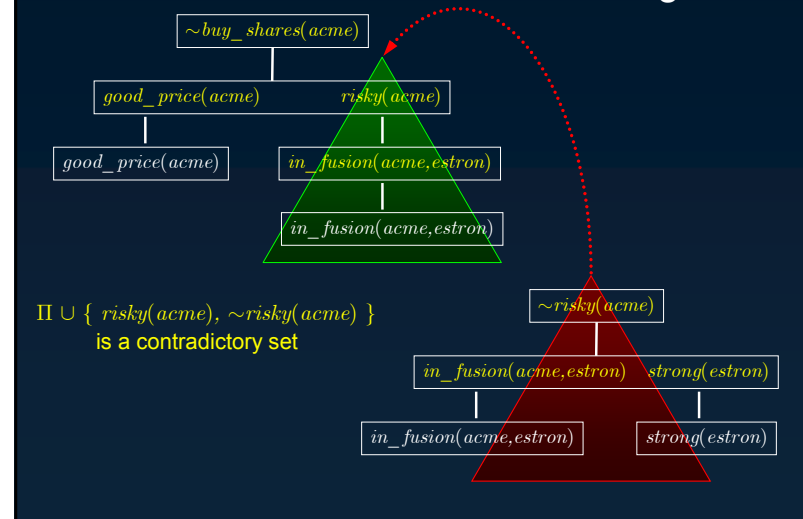 ~buy_shares(acme)
good_price(acme) risky(acme)
good_price(acme) in_fusion(acme,estron)
in_fusion(acme,estron)
Π ∪ { risky(acme), ~risky(acme) }
is a contradictory set
~risky(acme)
in_fusion(acme,estron) strong(estron)
in_fusion(acme,estron) strong(estron)